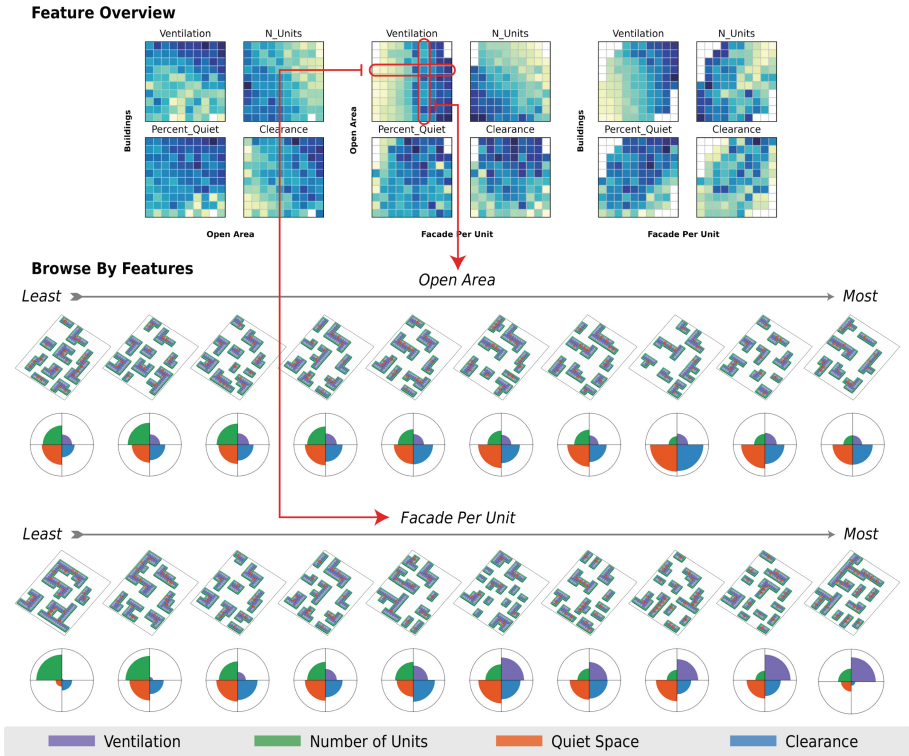 Feature Overview
Ventilation N_Units Ventilation N_Units Ventilation N_Units
Buildings Open Area Buildings
Percent_Quiet Clearance Percent_Quiet Clearance Percent_Quiet Clearance
Open Area Facade Per Unit Facade Per Unit
Browse By Features
Open Area
Least Most
Facade Per Unit
Least Most
Ventilation Number of Units Quiet Space Clearance